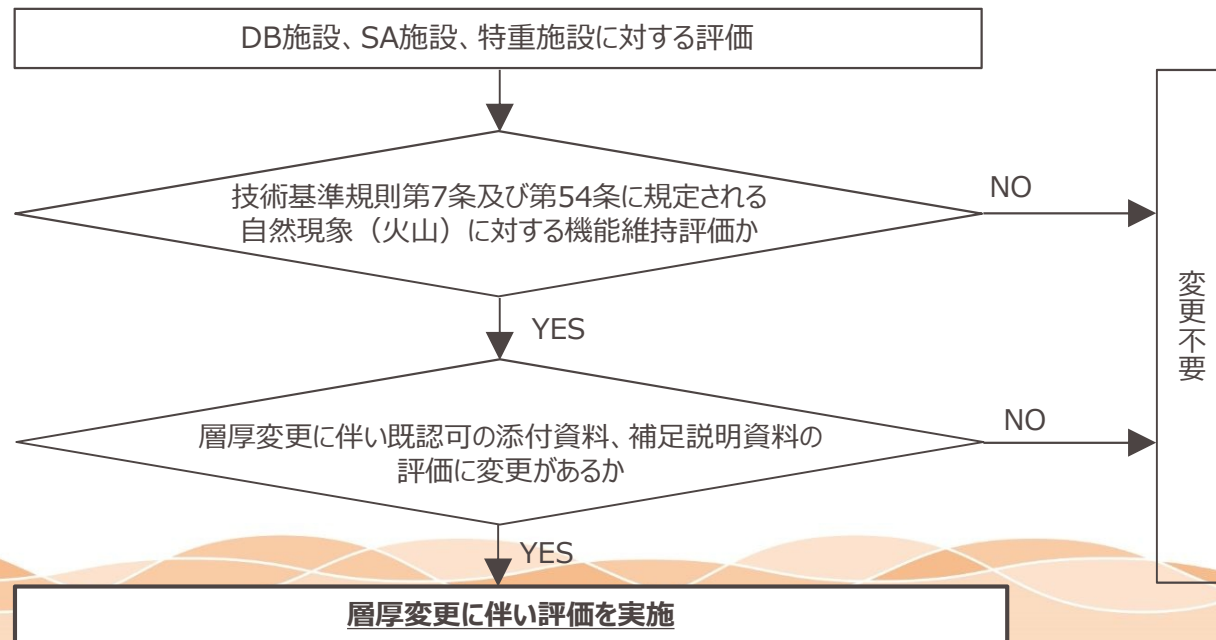 DB施設、SA施設、特重施設に対する評価
技術基準規則第7条及び第54条に規定される
自然現象（火山）に対する機能維持評価か
NO
YES
層厚変更に伴い既認可の添付資料、補足説明資料の
評価に変更があるか
NO
YES
変更不要
層厚変更に伴い評価を実施